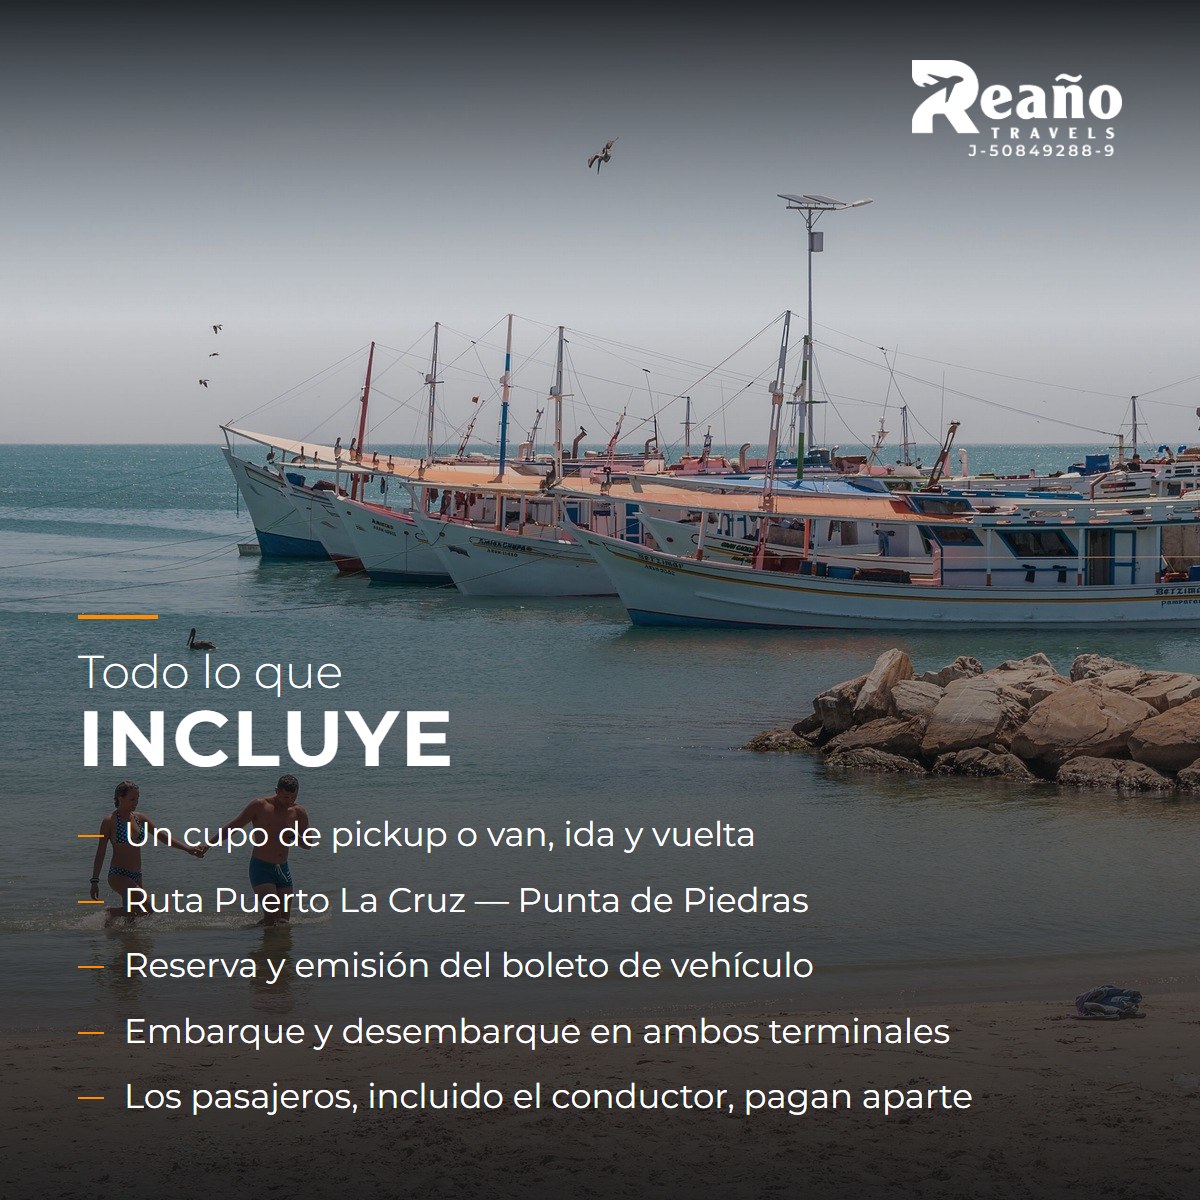 Reaño
TRAVELS
J-50849288-9
Todo lo que
INCLUYE
— Un cupo de pickup o van, ida y vuelta
— Ruta Puerto La Cruz — Punta de Piedras
— Reserva y emisión del boleto de vehículo
— Embarque y desembarque en ambos terminales
— Los pasajeros, incluido el conductor, pagan aparte